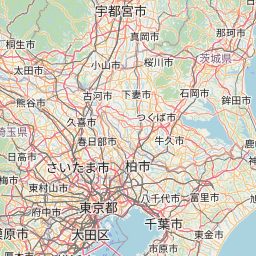 宇都宮市
真岡市
那珂市
桐生市
茨城県
小山市
桜川市
太田市
古河市
下妻市
石岡市
鉾田市
熊谷市
久喜市
つくば市
埼玉県
春日部市
牛久市
日高市
さいたま市
柏市
東村山市
八千代市
富里市
府中市
東京都
千葉市
大田区
東金市